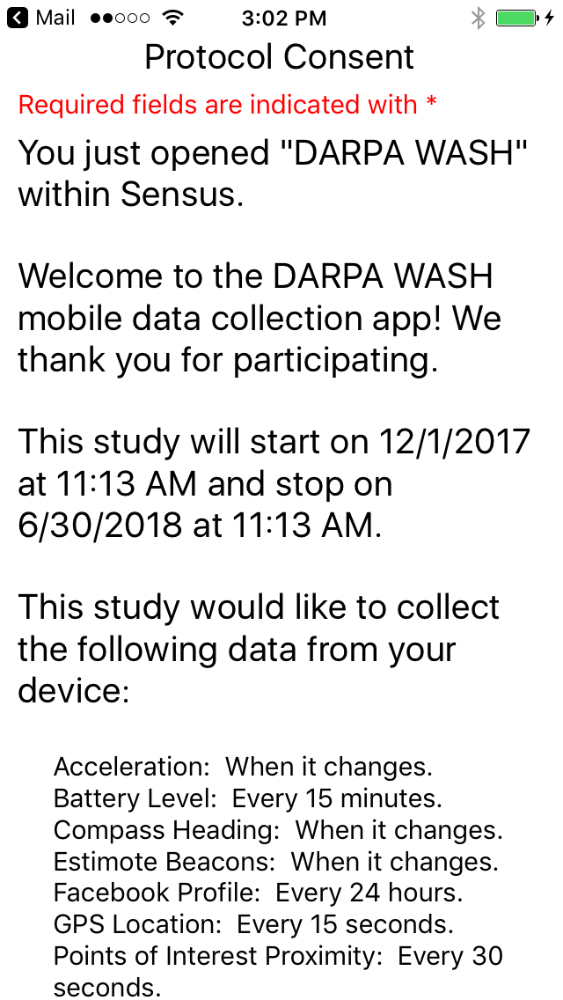 Mail 3:02 PM
Protocol Consent
Required fields are indicated with *
You just opened "DARPA WASH"
within Sensus.
Welcome to the DARPA WASH
mobile data collection app! We
thank you for participating.
This study will start on 12/1/2017
at 11:13 AM and stop on
6/30/2018 at 11:13 AM.
This study would like to collect
the following data from your
device:
Acceleration:  When it changes.
Battery Level:  Every 15 minutes.
Compass Heading:  When it changes.
Estimote Beacons:  When it changes.
Facebook Profile:  Every 24 hours.
GPS Location:  Every 15 seconds.
Points of Interest Proximity:  Every 30
seconds.